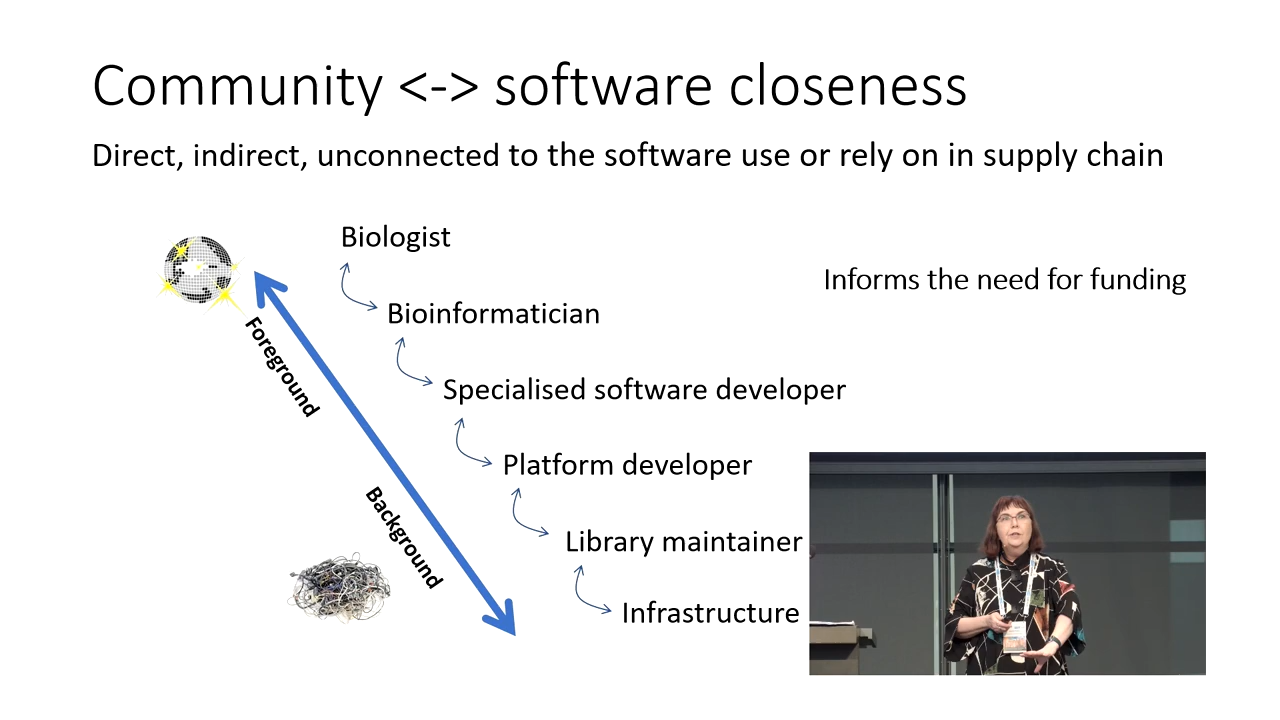 Community <-> software closeness
Direct, indirect, unconnected to the software use or rely on in supply chain
Biologist
Informs the need for funding
Bioinformatician
Foreground
Specialised software developer
Platform developer
Background
Library maintainer
Infrastructure